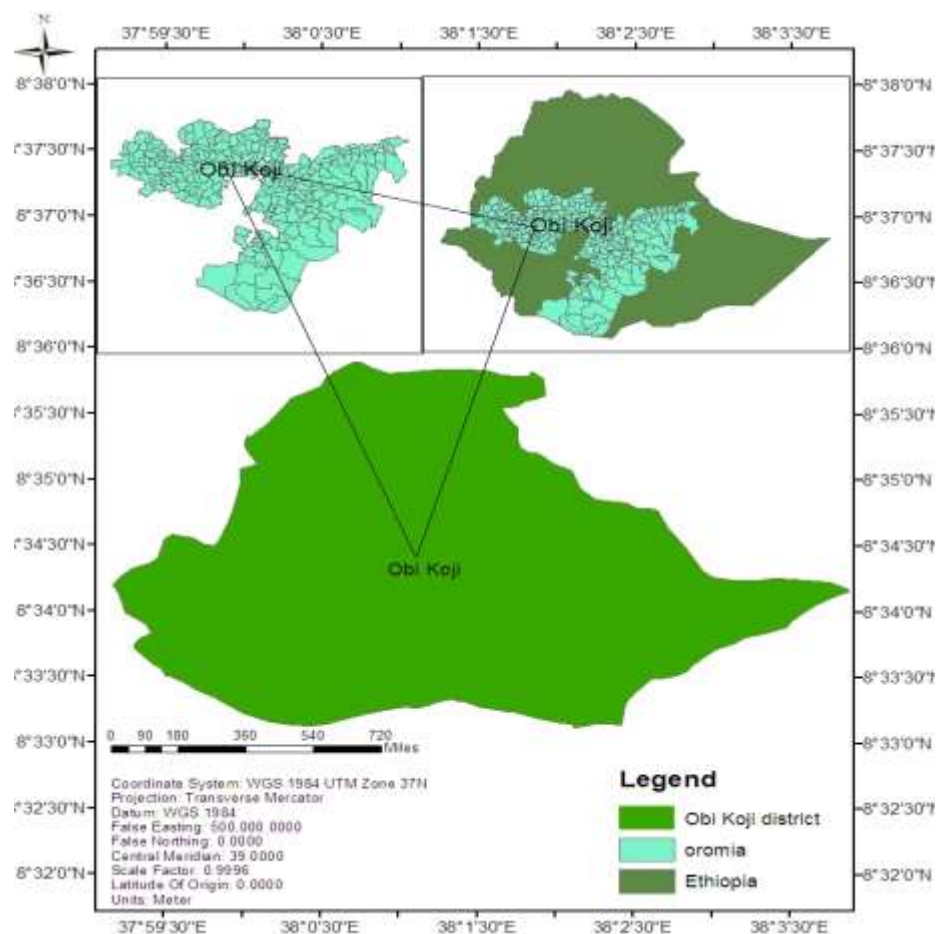 N
37°59'30"E 38°0'30"E 38°1'30"E 38°2'30"E 38°3'30"E
8°38'0"N 8°38'0"N
8°37'30"N 8°37'30"N
Obi Koji
8°37'0"N 8°37'0"N
Obi Koji
8°36'30"N 8°36'30"N
8°36'0"N 8°36'0"N
8°35'30"N 8°35'30"N
8°35'0"N 8°35'0"N
8°34'30"N 8°34'30"N
Obi Koji
8°34'0"N 8°34'0"N
8°33'30"N 8°33'30"N
8°33'0"N 8°33'0"N
0 90 180 360 540 720
Miles
Coordinate System: WGS 1984 UTM Zone 37N
Projection: Transverse Mercator
Datum: WGS 1984
False Easting: 500,000.0000
False Northing: 0.0000
Central Meridian: 39.0000
Scale Factor: 0.9996
Latitude Of Origin: 0.0000
Units: Meter
Legend
Obi Koji district
oromia
Ethiopia
8°32'30"N 8°32'30"N
8°32'0"N 8°32'0"N
37°59'30"E 38°0'30"E 38°1'30"E 38°2'30"E 38°3'30"E